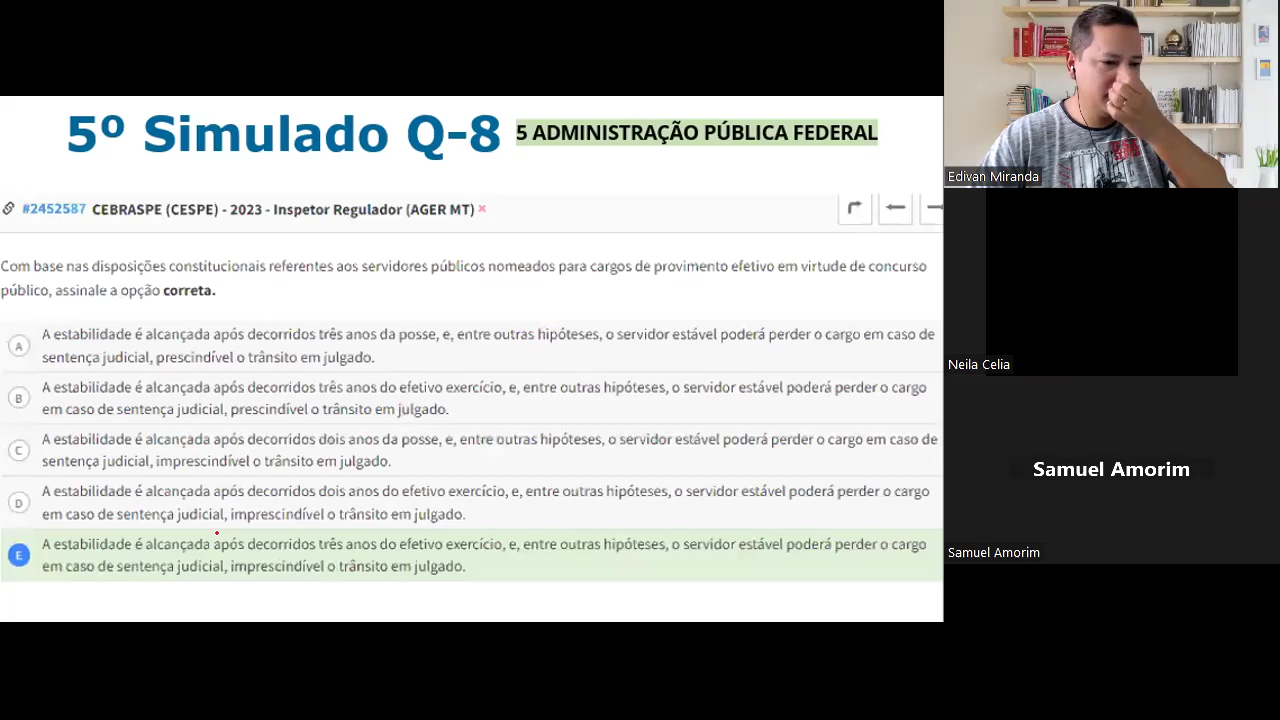 5º Simulado Q-8 5 ADMINISTRAÇÃO PÚBLICA FEDERAL
#2452587 CEBRASPE (CESPE) - 2023 - Inspetor Regulador (AGER MT) ×
Com base nas disposições constitucionais referentes aos servidores públicos nomeados para cargos de provimento efetivo em virtude de concurso
público, assinale a opção correta.
A A estabilidade é alcançada após decorridos três anos da posse, e, entre outras hipóteses, o servidor estável poderá perder o cargo em caso de
sentença judicial, prescindível o trânsito em julgado.
B A estabilidade é alcançada após decorridos três anos do efetivo exercício, e, entre outras hipóteses, o servidor estável poderá perder o cargo
em caso de sentença judicial, prescindível o trânsito em julgado.
C A estabilidade é alcançada após decorridos dois anos da posse, e, entre outras hipóteses, o servidor estável poderá perder o cargo em caso de
sentença judicial, imprescindível o trânsito em julgado.
D A estabilidade é alcançada após decorridos dois anos do efetivo exercício, e, entre outras hipóteses, o servidor estável poderá perder o cargo
em caso de sentença judicial, imprescindível o trânsito em julgado.
E A estabilidade é alcançada após decorridos três anos do efetivo exercício, e, entre outras hipóteses, o servidor estável poderá perder o cargo
em caso de sentença judicial, imprescindível o trânsito em julgado.
Edivan Miranda
Neila Celia
Samuel Amorim
Samuel Amorim